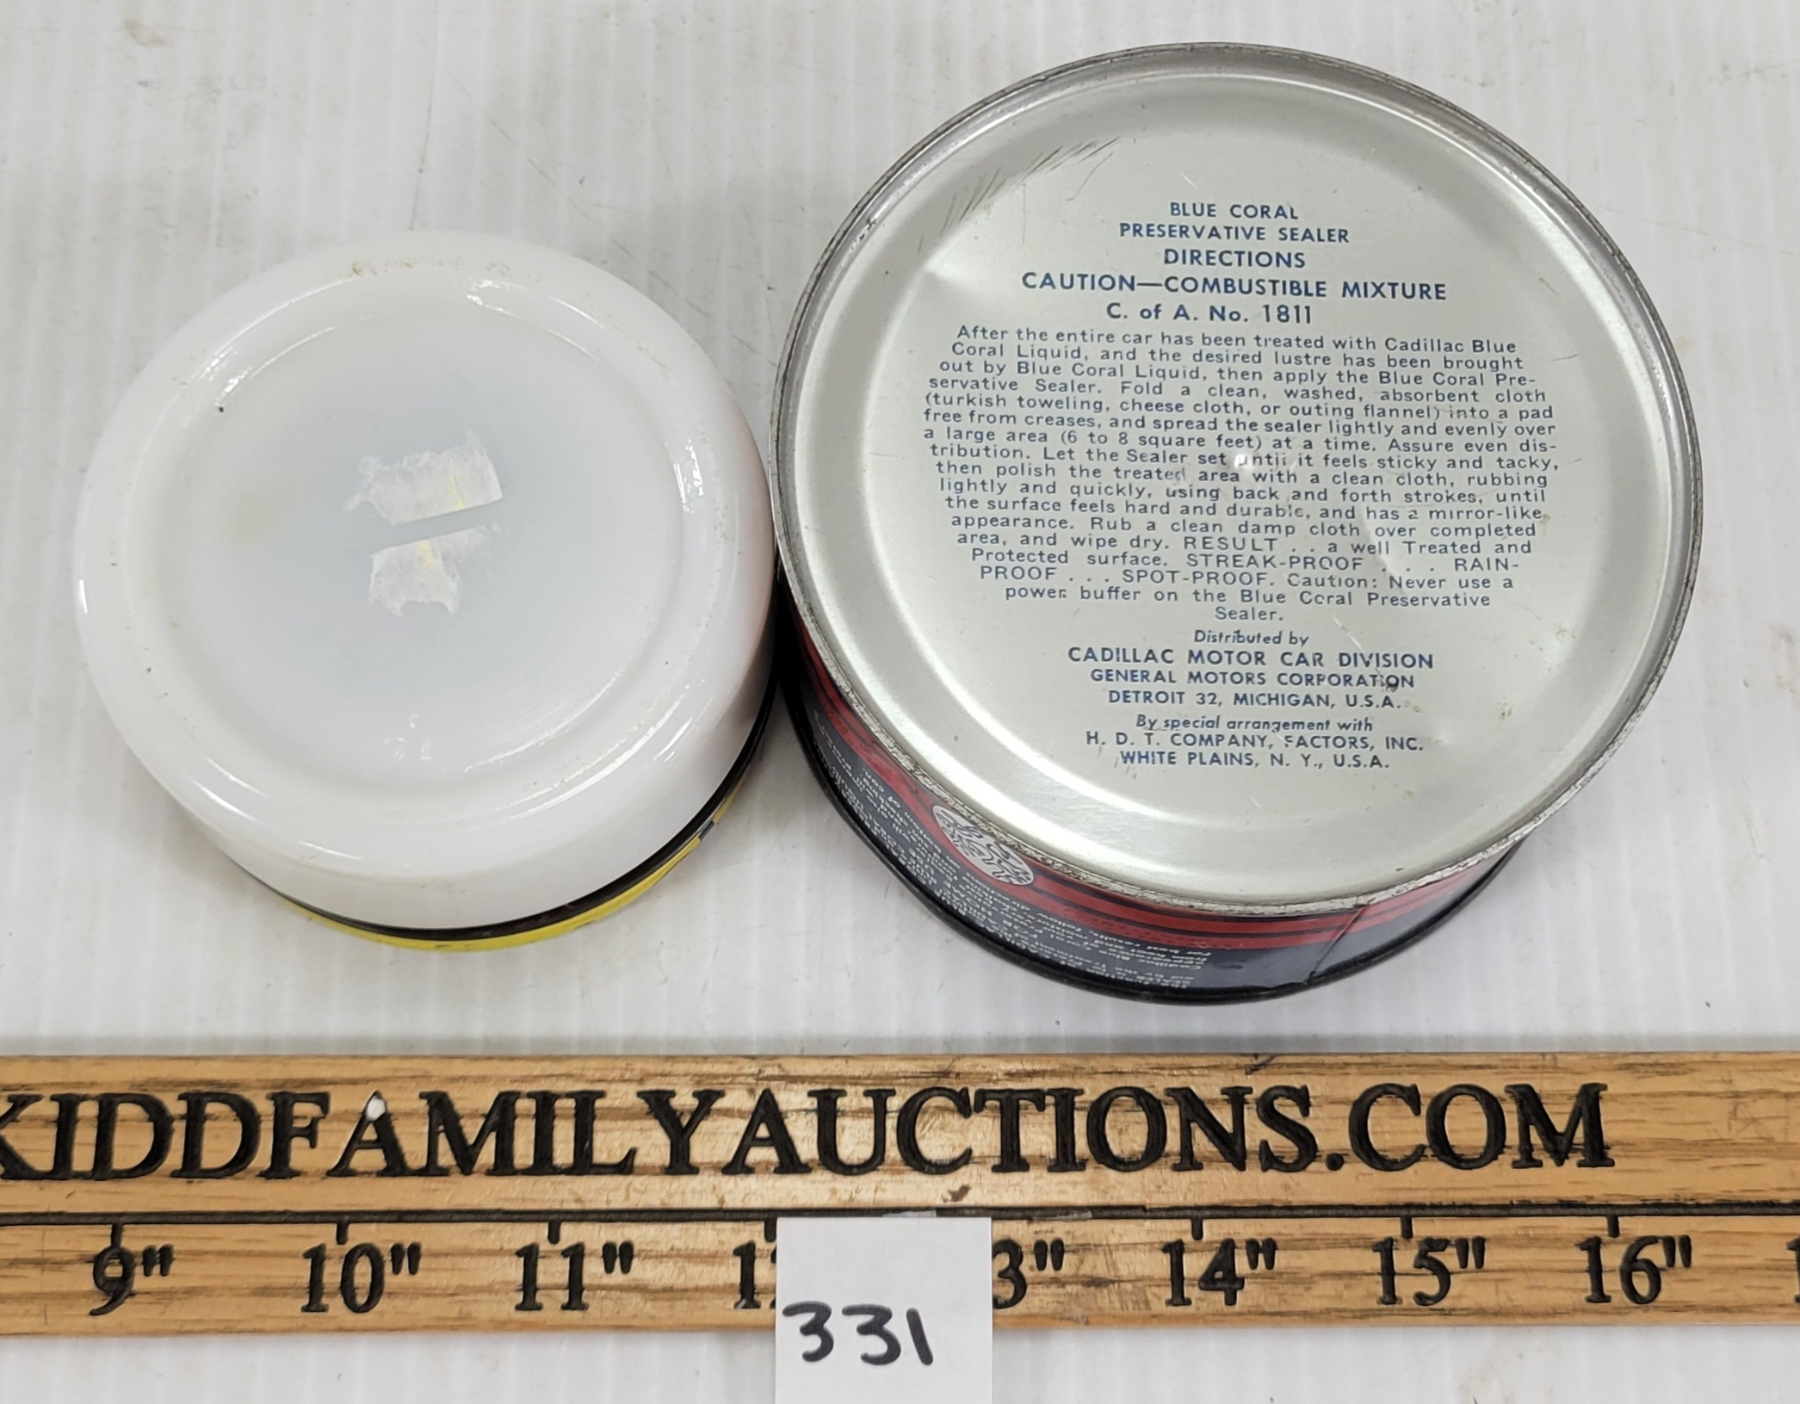 BLUE CORAL
PRESERVATIVE SEALER
DIRECTIONS
CAUTION—COMBUSTIBLE MIXTURE
C. of A. No. 1811
After the entire car has been treated with Cadillac Blue
Coral Liquid, and the desired lustre has been brought
out by Blue Coral Liquid, then apply the Blue Coral Pre-
servative Sealer. Fold a clean, washed, absorbent cloth
(turkish toweling, cheese cloth, or outing flannel) into a pad
free from creases, and spread the sealer lightly and evenly over
a large area (6 to 8 square feet) at a time. Assure even dis-
tribution. Let the Sealer set until it feels sticky and tacky,
then polish the treated area with a clean cloth, rubbing
lightly and quickly, using back and forth strokes, until
the surface feels hard and durable, and has a mirror-like
appearance. Rub a clean damp cloth over completed
area, and wipe dry. RESULT . . a well Treated and
Protected surface. STREAK-PROOF . . . RAIN-
PROOF . . . SPOT-PROOF. Caution: Never use a
power buffer on the Blue Coral Preservative
Sealer.
Distributed by
CADILLAC MOTOR CAR DIVISION
GENERAL MOTORS CORPORATION
DETROIT 32, MICHIGAN, U.S.A.
By special arrangement with
H. D. T. COMPANY, FACTORS, INC.
WHITE PLAINS, N. Y., U.S.A.
KIDDFAMILYAUCTIONS.COM
9" 10" 11" 3" 14" 15" 16"
331